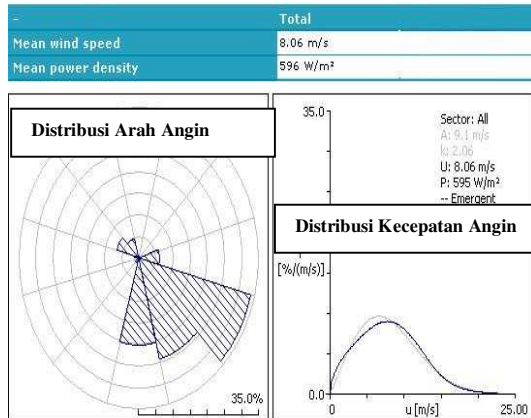 - Total
Mean wind speed 8.06 m/s
Mean power density 596 W/m²
Distribusi Arah Angin
35.0%
35.0
Sector: All
A: 9.1 m/s
k: 2.06
U: 8.06 m/s
P: 595 W/m²
-- Emergent
Distribusi Kecepatan Angin
[%/(m/s)]
0.0
u [m/s]
25.00